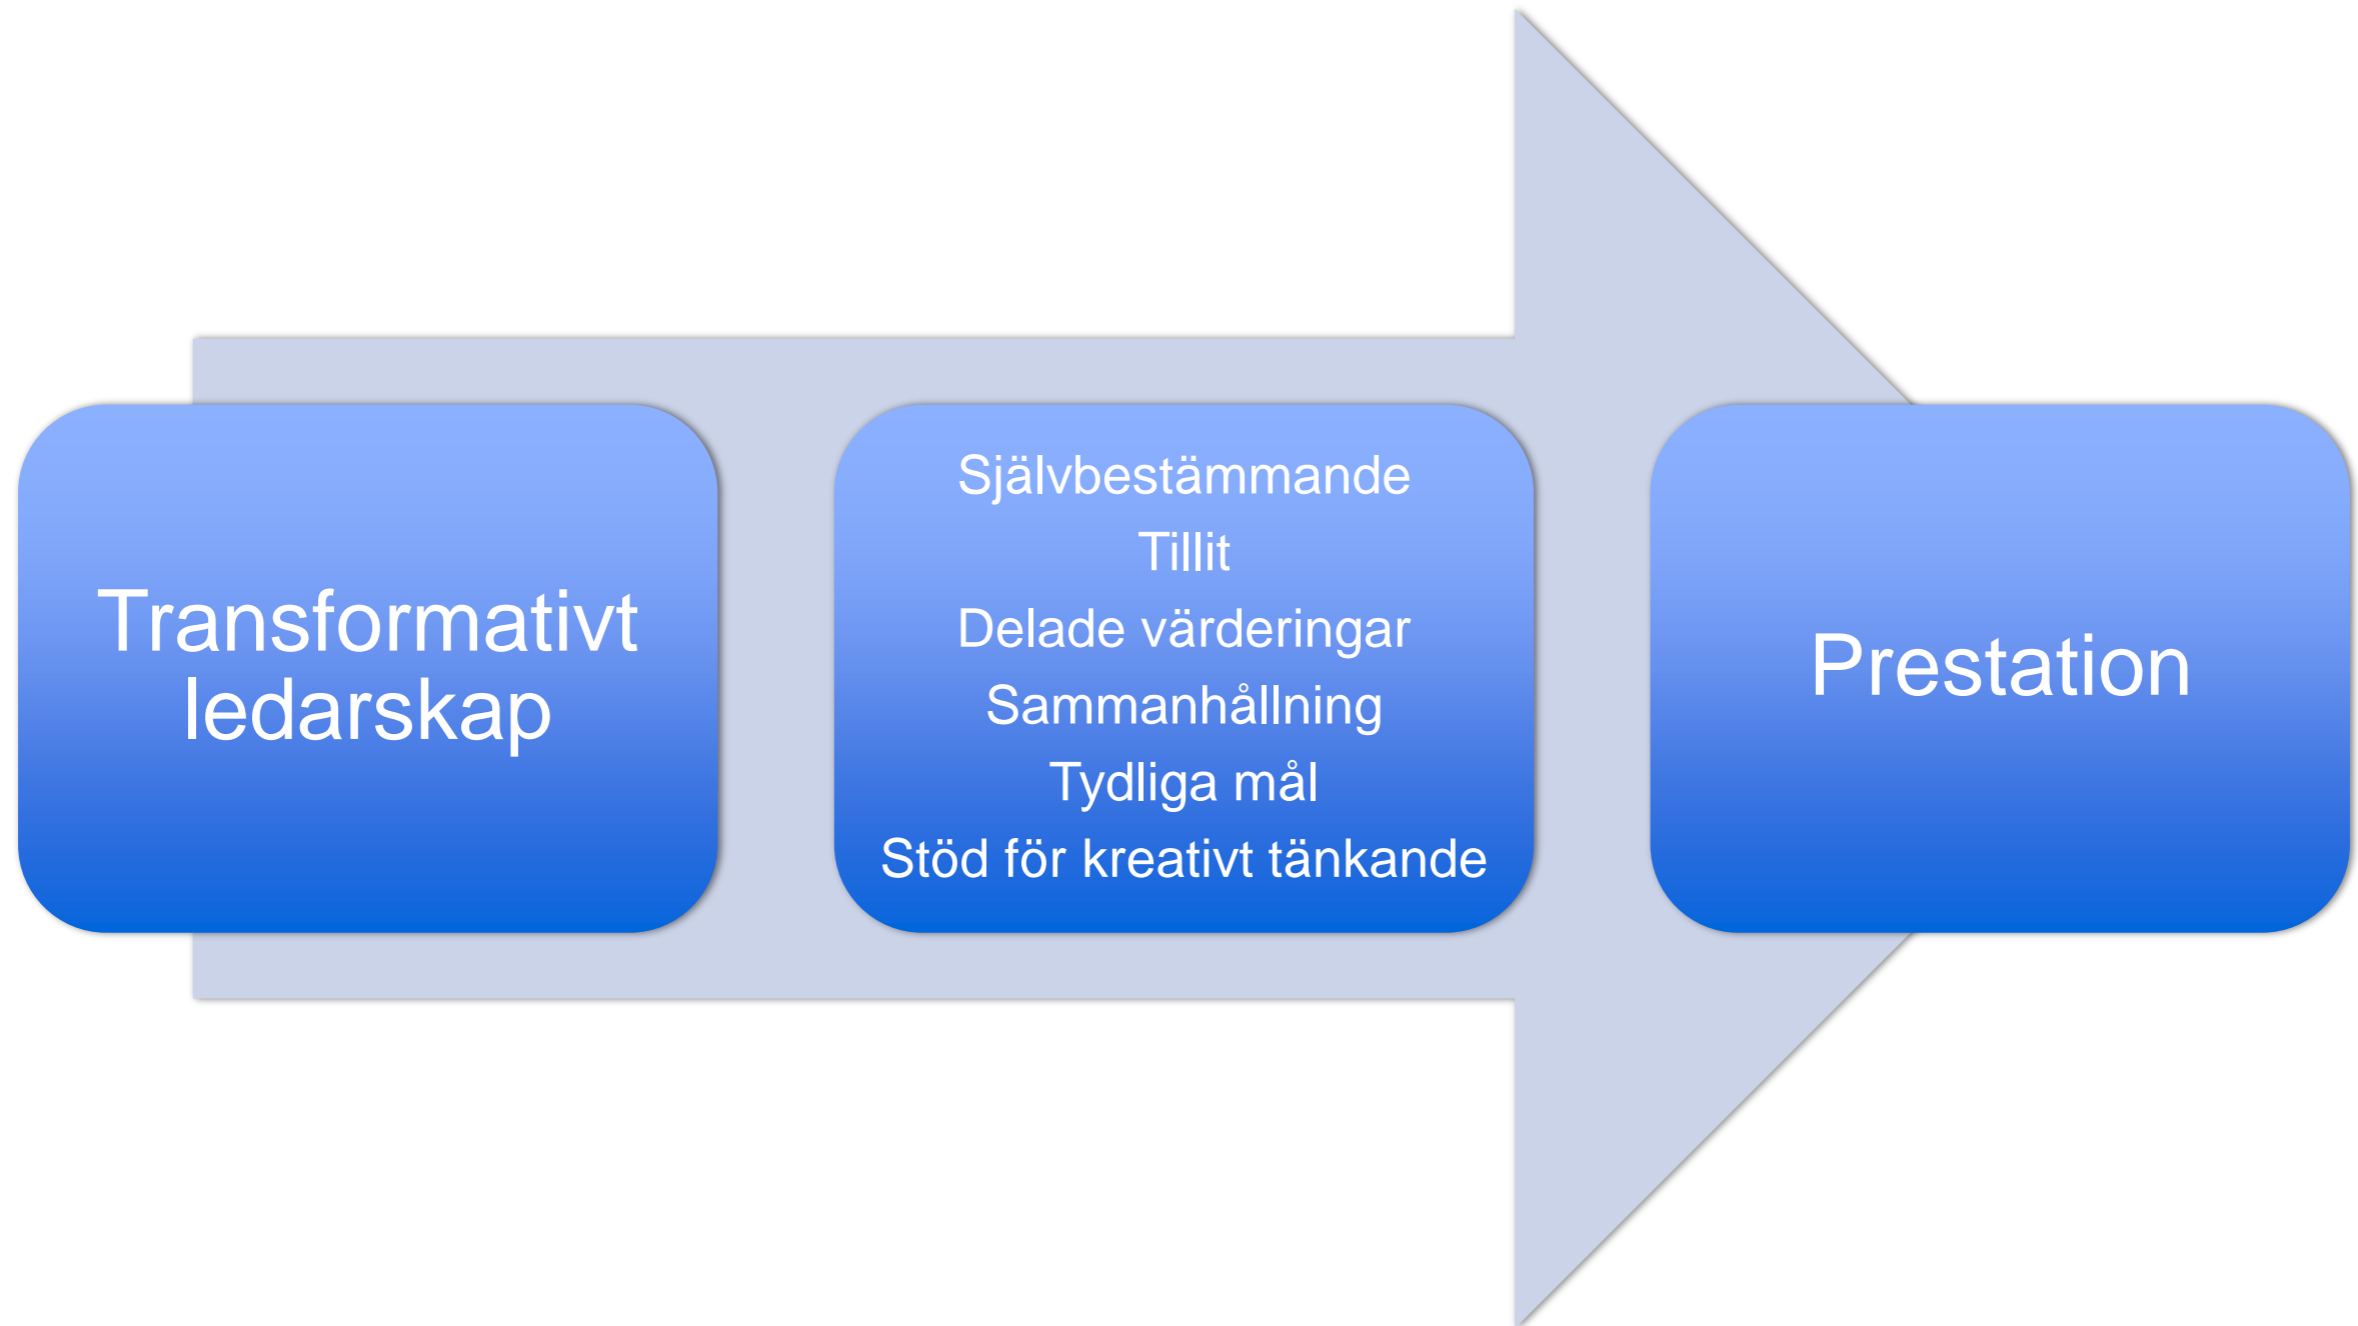 Transformativt
ledarskap
Självbestämmande
Tillit
Delade värderingar
Sammanhållning
Tydliga mål
Stöd för kreativt tänkande
Prestation